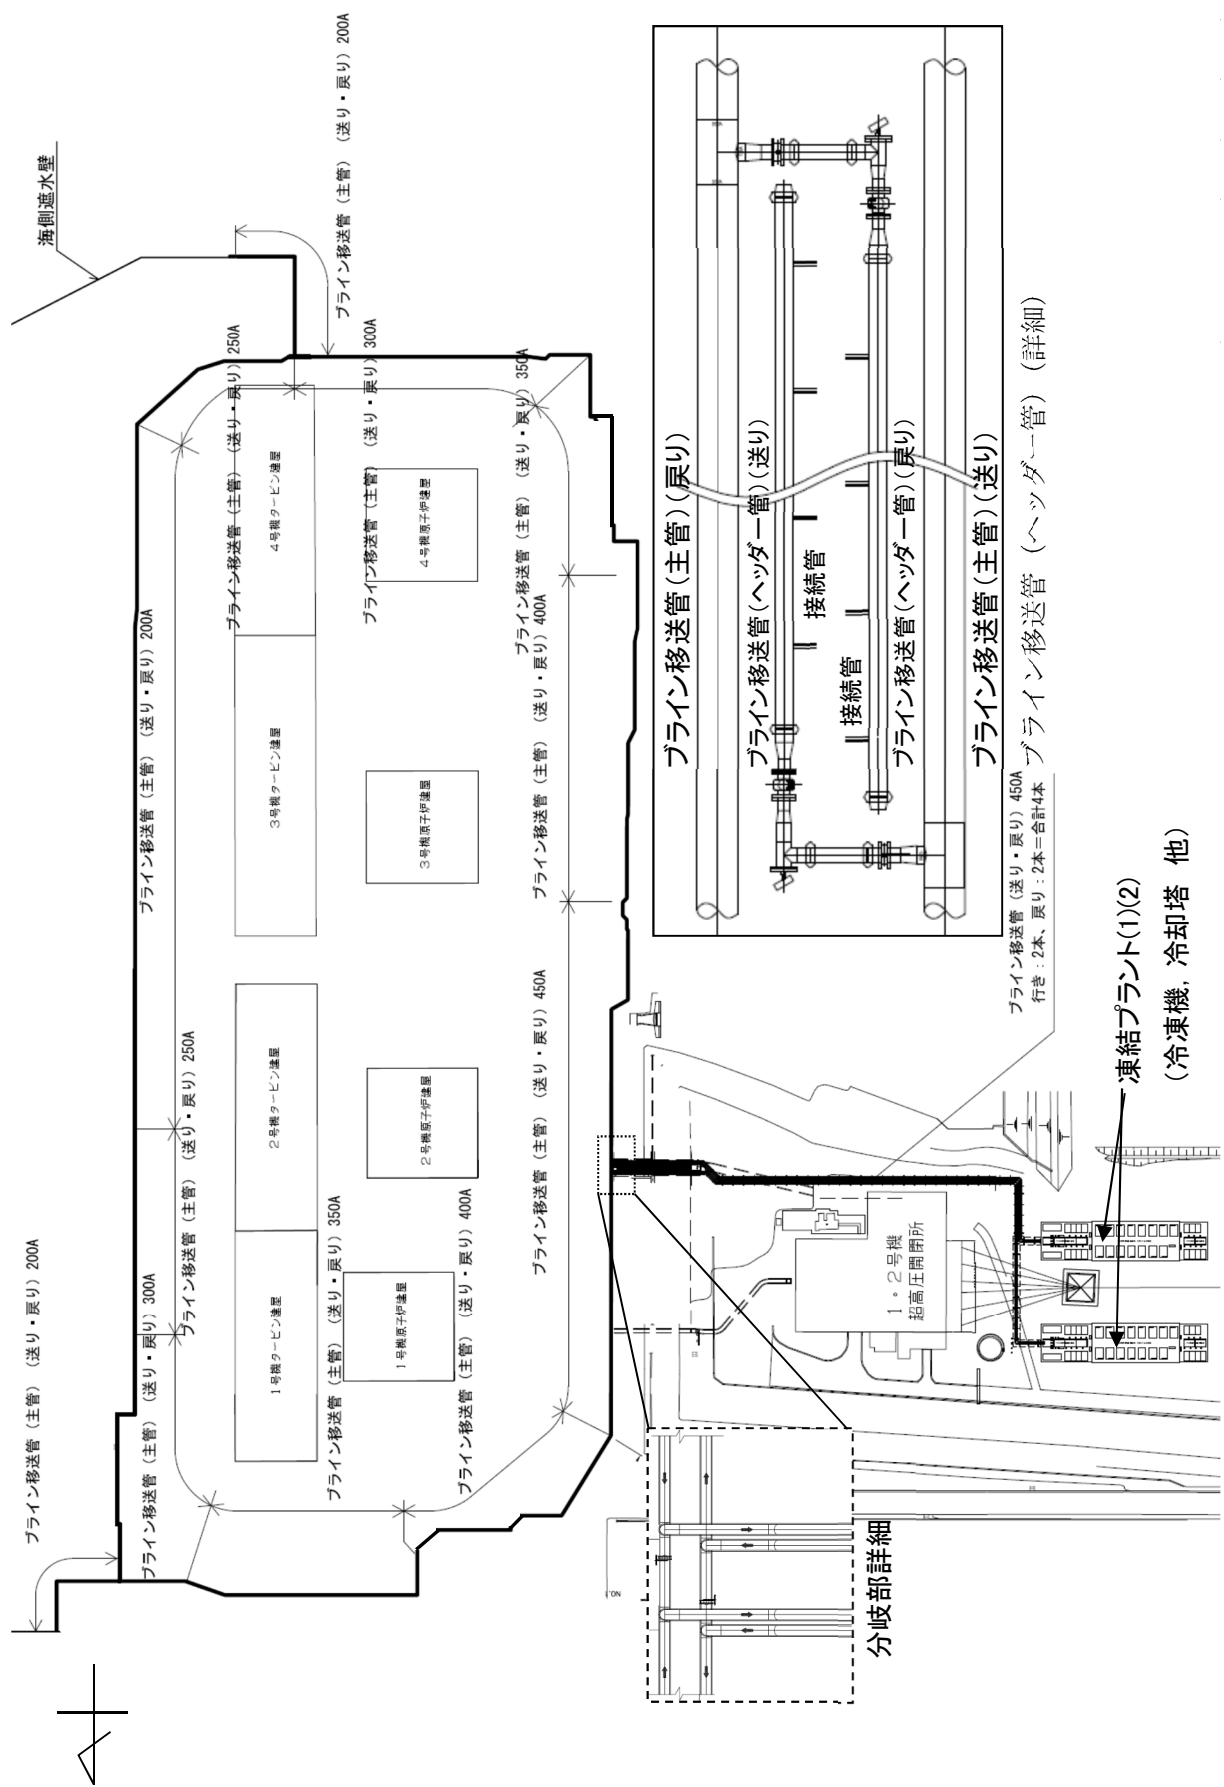 海側遮水壁
ブライン移送管（主管）（送り・戻り）200A
ブライン移送管（主管）（送り・戻り）200A
ブライン移送管（主管）（送り・戻り）250A
ブライン移送管（主管）（送り・戻り）300A
ブライン移送管（主管）（送り・戻り）350A
ブライン移送管（主管）（送り・戻り）400A
ブライン移送管（主管）（送り・戻り）450A
ブライン移送管（主管）（送り・戻り）250A
ブライン移送管（主管）（送り・戻り）300A
ブライン移送管（主管）（送り・戻り）200A
ブライン移送管（主管）（送り・戻り）350A
ブライン移送管（主管）（送り・戻り）400A
1号機タービン建屋
2号機タービン建屋
3号機タービン建屋
4号機タービン建屋
1号機原子炉建屋
2号機原子炉建屋
3号機原子炉建屋
4号機原子炉建屋
ブライン移送管(主管)(戻り)
ブライン移送管(ヘッダー管)(送り)
接続管
接続管
ブライン移送管(ヘッダー管)(戻り)
ブライン移送管(主管)(送り)
ブライン移送管（ヘッダー管）（詳細）
ブライン移送管（送り・戻り）450A
行き：2本、戻り：2本＝合計4本
凍結プラント(1)(2)
（冷凍機，冷却塔　他）
1・2号機
超高圧開閉所
分岐部詳細
NO.1